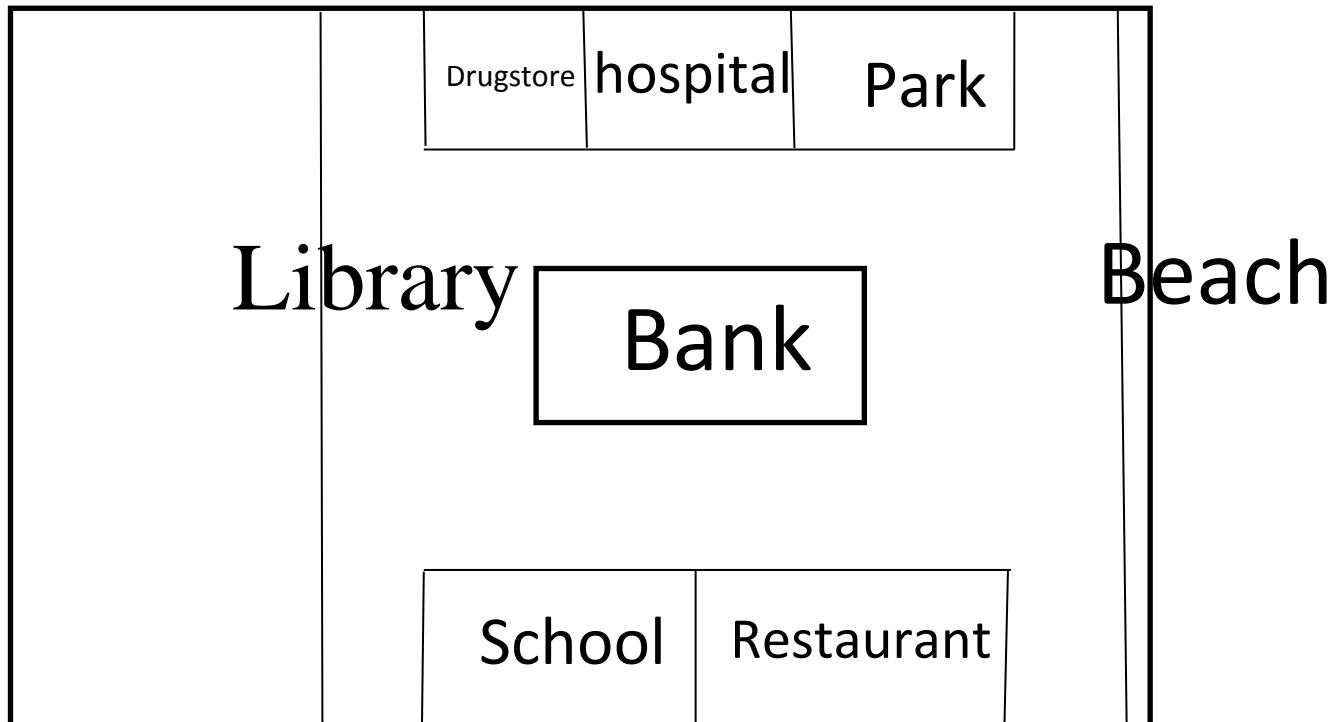 Drugstore
hospital
Park
Library
Bank
Beach
School
Restaurant